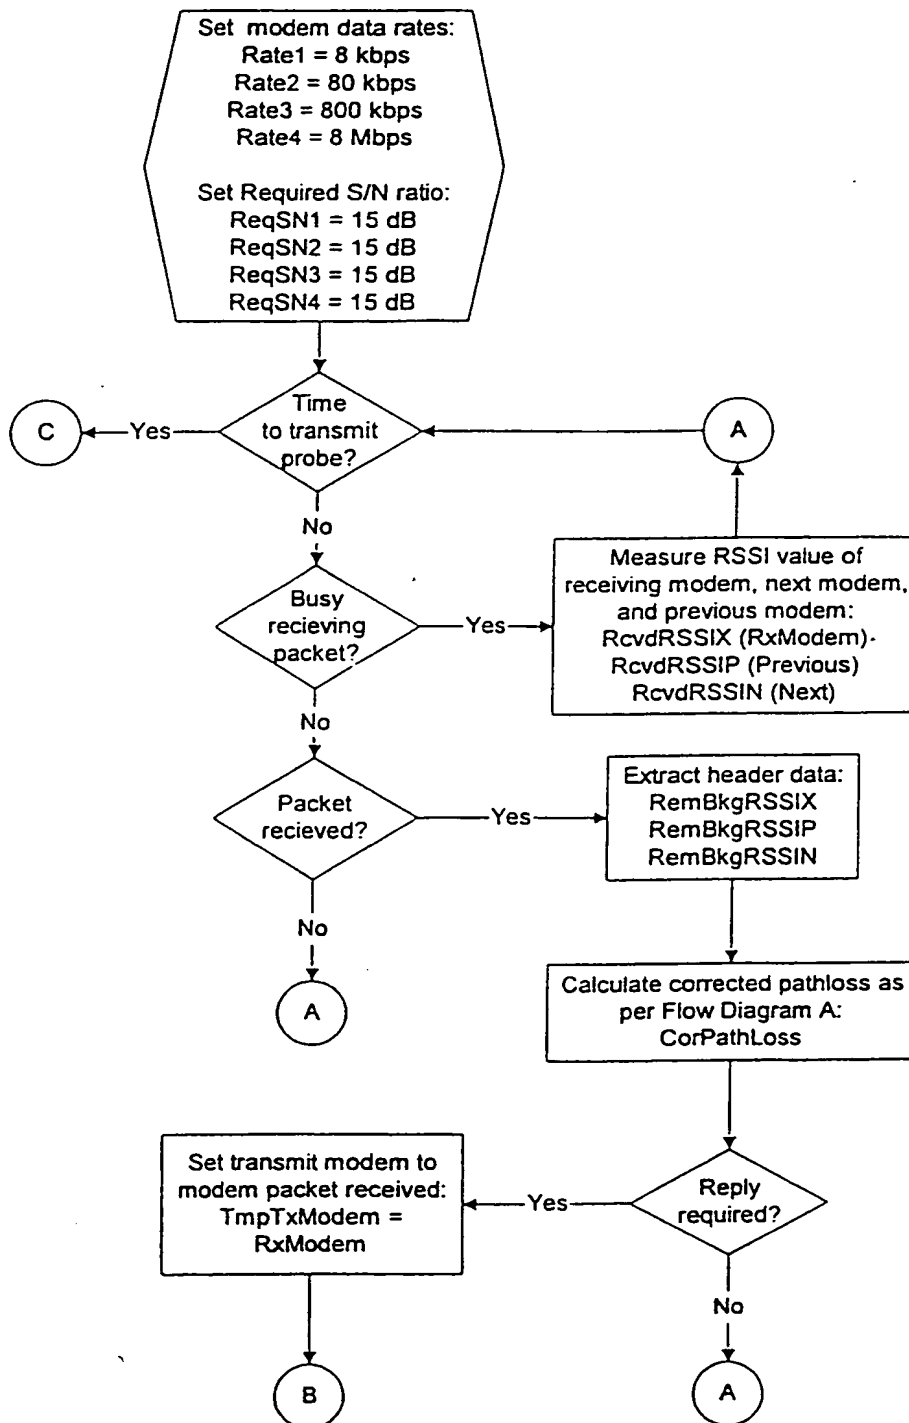 Set modem data rates:
Rate1 = 8 kbps
Rate2 = 80 kbps
Rate3 = 800 kbps
Rate4 = 8 Mbps
Set Required S/N ratio:
ReqSN1 = 15 dB
ReqSN2 = 15 dB
ReqSN3 = 15 dB
ReqSN4 = 15 dB
Time
to transmit
probe?
Yes
C
A
No
Busy
recieving
packet?
Yes
Measure RSSI value of
receiving modem, next modem,
and previous modem:
RcvdRSSIX (RxModem)
RcvdRSSIP (Previous)
RcvdRSSIN (Next)
No
Packet
recieved?
Yes
Extract header data:
RemBkgRSSIX
RemBkgRSSIP
RemBkgRSSIN
No
A
Calculate corrected pathloss as
per Flow Diagram A:
CorPathLoss
Reply
required?
Yes
Set transmit modem to
modem packet received:
TmpTxModem =
RxModem
No
B
A